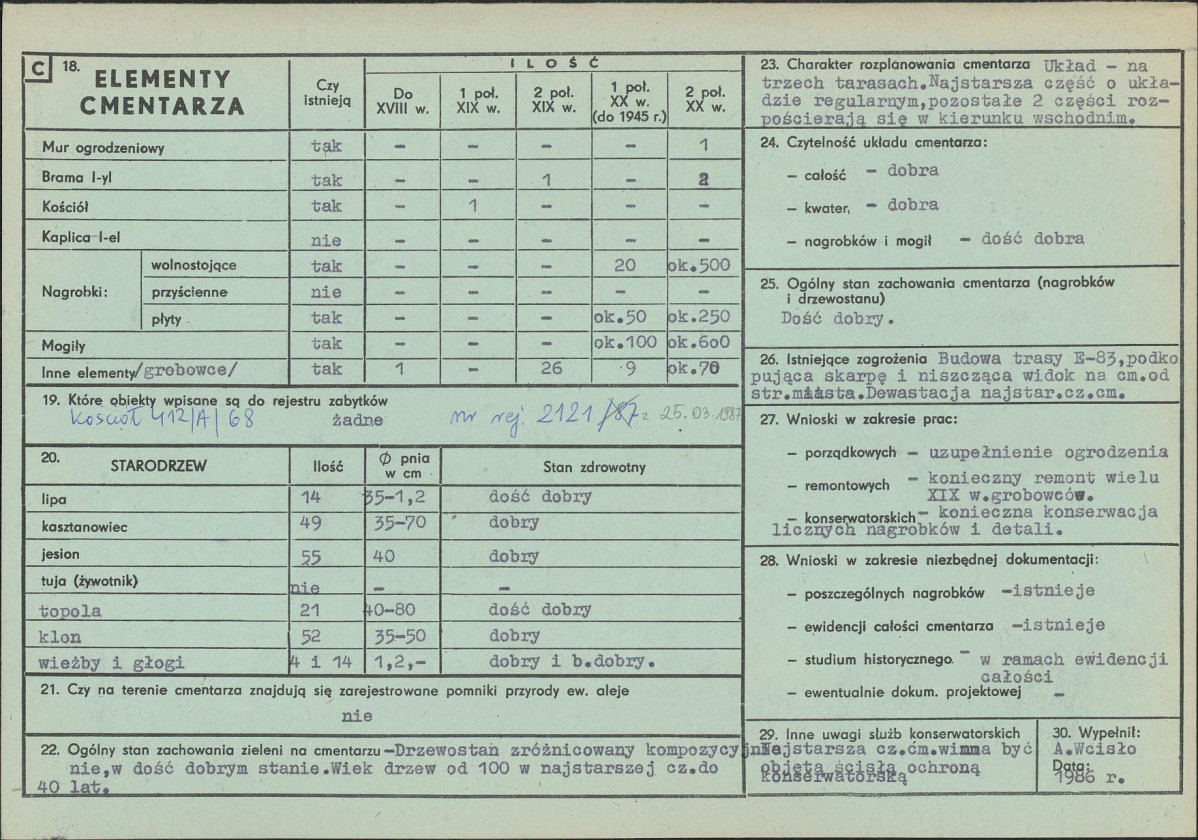 C 18. ELEMENTY CMENTARZA
Czy istnieją
ILOŚĆ
Do XVIII w.
1 poł. XIX w.
2 poł. XIX w.
1 poł. XX w. (do 1945 r.)
2 poł. XX w.
Mur ogrodzeniowy tak – – – – 1
Brama I-yl tak – – 1 – 2
Kościół tak – 1 – – –
Kaplica I-el nie – – – – –
Nagrobki:
wolnostojące tak – – – 20 ok.500
przyścienne nie – – – – –
płyty tak – – – ok.50 ok.250
Mogiły tak – – – ok.100 ok.600
Inne elementy/grobowce/ tak 1 – 26 9 ok.70
19. Które obiekty wpisane są do rejestru zabytków
Kościół 412/A/68 żadne nr rej. 2121 /87 z 25.03.1987
20. STARODRZEW Ilość Ø pnia w cm Stan zdrowotny
lipa 14 35-1,2 dość dobry
kasztanowiec 49 35-70 dobry
jesion 55 40 dobry
tuja (żywotnik) nie – –
topola 21 40-80 dość dobry
klon 52 35-50 dobry
wieżby i głogi 4 i 14 1,2,- dobry i b.dobry.
21. Czy na terenie cmentarza znajdują się zarejestrowane pomniki przyrody ew. aleje
nie
22. Ogólny stan zachowania zieleni na cmentarzu –Drzewostan zróżnicowany kompozycyjnie
nie,w dość dobrym stanie.Wiek drzew od 100 w najstarszej cz.do
40 lat.
23. Charakter rozplanowania cmentarza Układ – na
trzech tarasach.Najstarsza część o ukła-
dzie regularnym,pozostałe 2 części roz-
pościerają się w kierunku wschodnim.
24. Czytelność układu cmentarza:
– całość – dobra
– kwater, – dobra
– nagrobków i mogił – dość dobra
25. Ogólny stan zachowania cmentarza (nagrobków
i drzewostanu)
Dość dobry.
26. Istniejące zagrożenia Budowa trasy E-83,podko
pująca skarpę i niszcząca widok na cm.od
str.miasta.Dewastacja najstar.cz.cm.
27. Wnioski w zakresie prac:
– porządkowych – uzupełnienie ogrodzenia
– remontowych – konieczny remont wielu
XIX w.grobowców.
– konserwatorskich – konieczna konserwacja
licznych nagrobków i detali.
28. Wnioski w zakresie niezbędnej dokumentacji:
– poszczególnych nagrobków –istnieje
– ewidencji całości cmentarza –istnieje
– studium historycznego. – w ramach ewidencji
całości
– ewentualnie dokum. projektowej –
29. Inne uwagi służb konserwatorskich
Najstarsza cz.cm.winna być
objęta ścisłą ochroną
konserwatorską
30. Wypełnił:
A.Wcisło
Data:
1986 r.